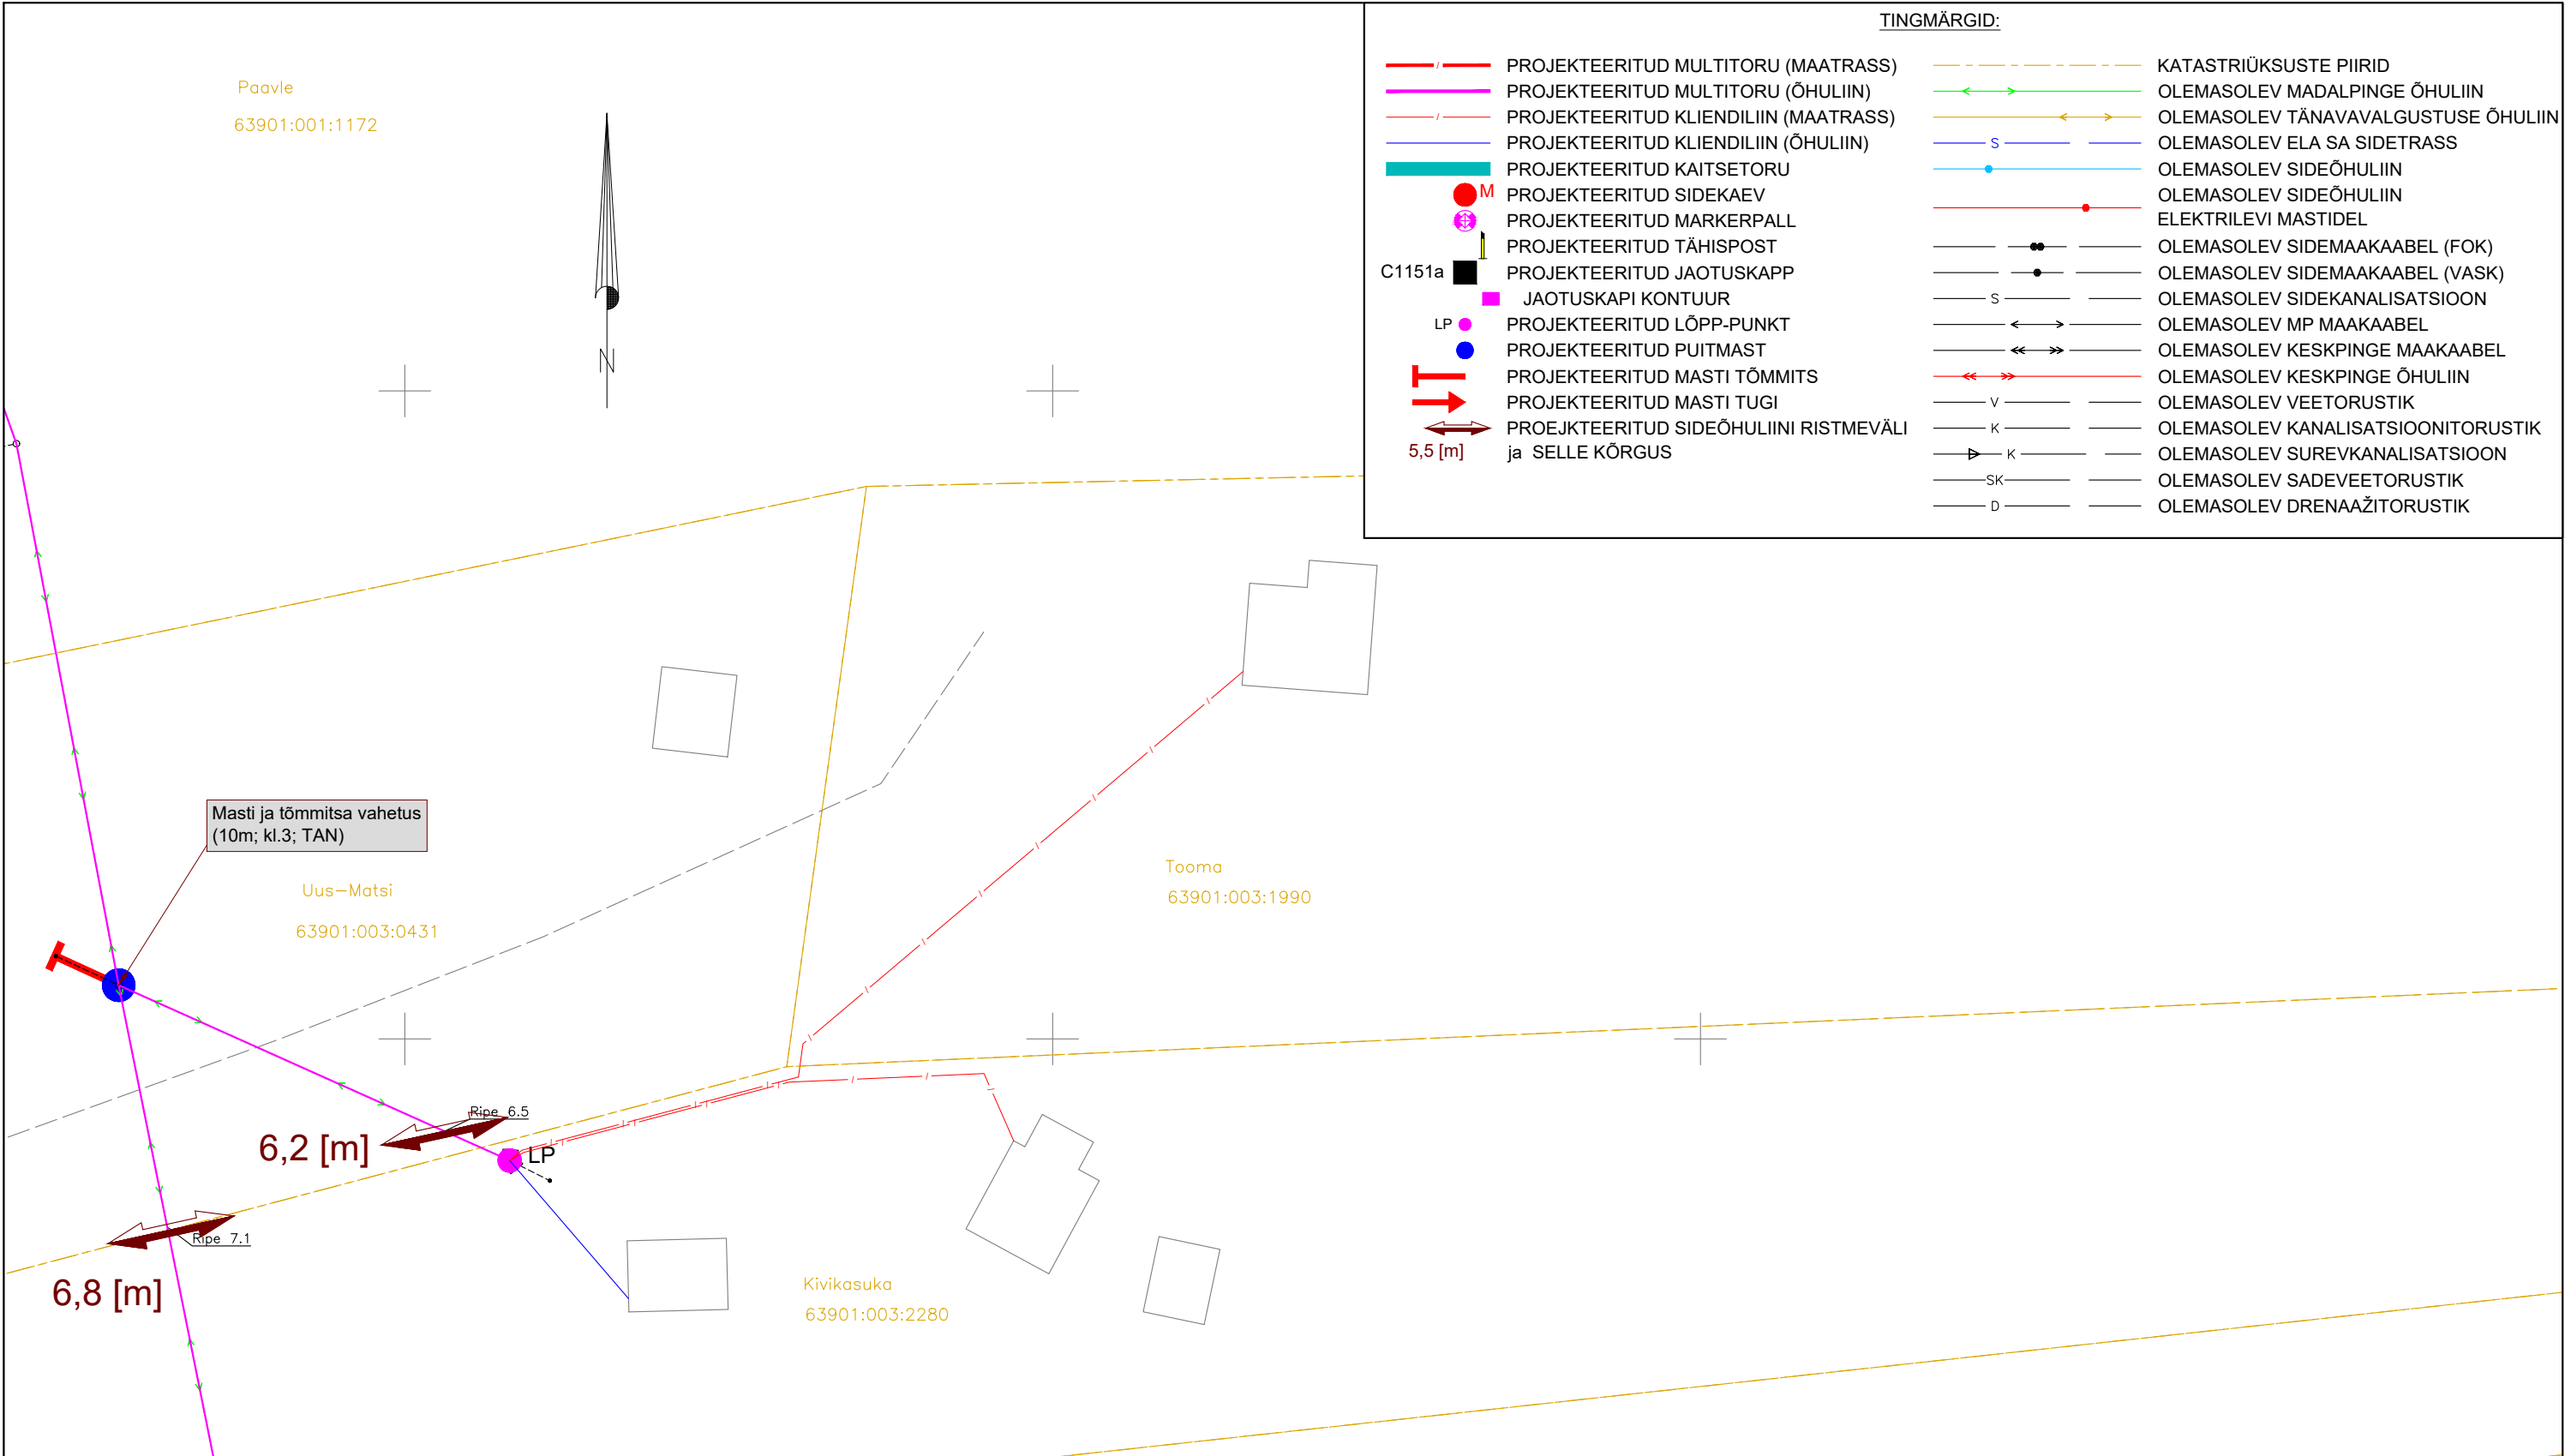 TINGMÄRGID:
PROJEKTEERITUD MULTITORU (MAATRASS)
PROJEKTEERITUD MULTITORU (ÕHULIIN)
PROJEKTEERITUD KLIENDILIIN (MAATRASS)
PROJEKTEERITUD KLIENDILIIN (ÕHULIIN)
PROJEKTEERITUD KAITSETORU
M PROJEKTEERITUD SIDEKAEV
PROJEKTEERITUD MARKERPALL
PROJEKTEERITUD TÄHISPOST
C1151a PROJEKTEERITUD JAOTUSKAPP
JAOTUSKAPI KONTUUR
LP PROJEKTEERITUD LÕPP-PUNKT
PROJEKTEERITUD PUITMAST
PROJEKTEERITUD MASTI TÕMMITS
PROJEKTEERITUD MASTI TUGI
PROEJKTEERITUD SIDEÕHULIINI RISTMEVÄLI
5,5 [m] ja SELLE KÕRGUS
KATASTRIÜKSUSTE PIIRID
OLEMASOLEV MADALPINGE ÕHULIIN
OLEMASOLEV TÄNAVAVALGUSTUSE ÕHULIIN
S OLEMASOLEV ELA SA SIDETRASS
OLEMASOLEV SIDEÕHULIIN
OLEMASOLEV SIDEÕHULIIN
ELEKTRILEVI MASTIDEL
OLEMASOLEV SIDEMAAKAABEL (FOK)
OLEMASOLEV SIDEMAAKAABEL (VASK)
S OLEMASOLEV SIDEKANALISATSIOON
OLEMASOLEV MP MAAKAABEL
OLEMASOLEV KESKPINGE MAAKAABEL
OLEMASOLEV KESKPINGE ÕHULIIN
V OLEMASOLEV VEETORUSTIK
K OLEMASOLEV KANALISATSIOONITORUSTIK
K OLEMASOLEV SUREVKANALISATSIOON
SK OLEMASOLEV SADEVEETORUSTIK
D OLEMASOLEV DRENAAŽITORUSTIK
Paavle
63901:001:1172
N
Masti ja tõmmitsa vahetus
(10m; kl.3; TAN)
Uus-Matsi
63901:003:0431
Tooma
63901:003:1990
Ripe 6.5
6,2 [m]
LP
Ripe 7.1
6,8 [m]
Kivikasuka
63901:003:2280